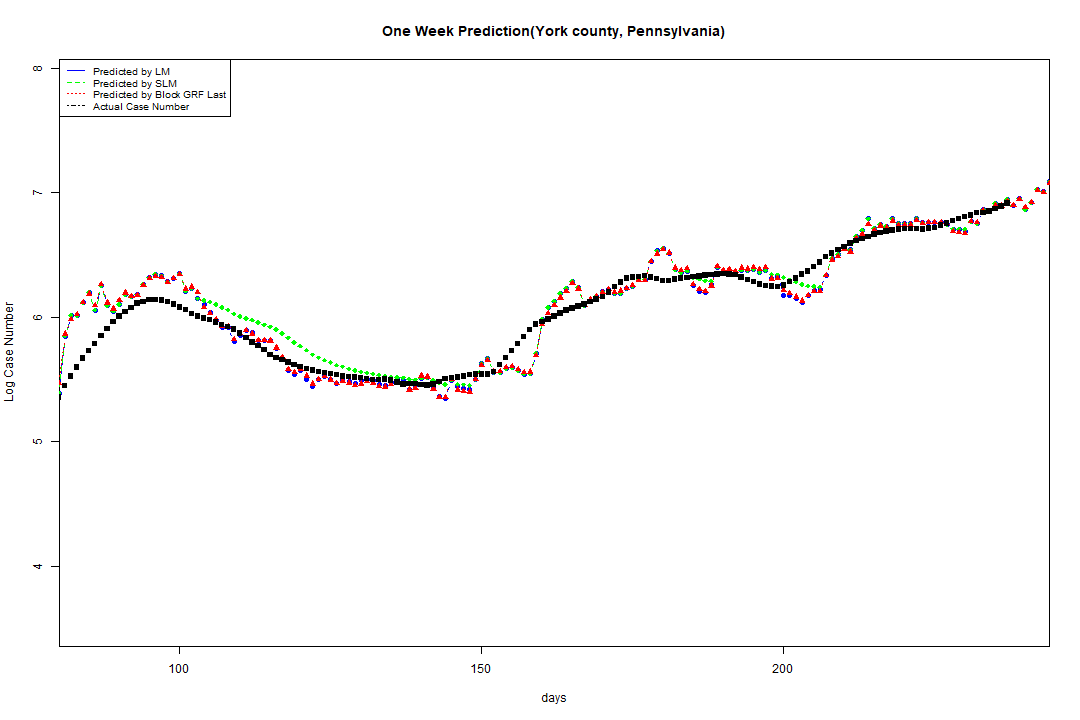 One Week Prediction(York county, Pennsylvania)
Predicted by LM
Predicted by SLM
Predicted by Block GRF Last
Actual Case Number
8
7
6
5
4
Log Case Number
100
150
200
days